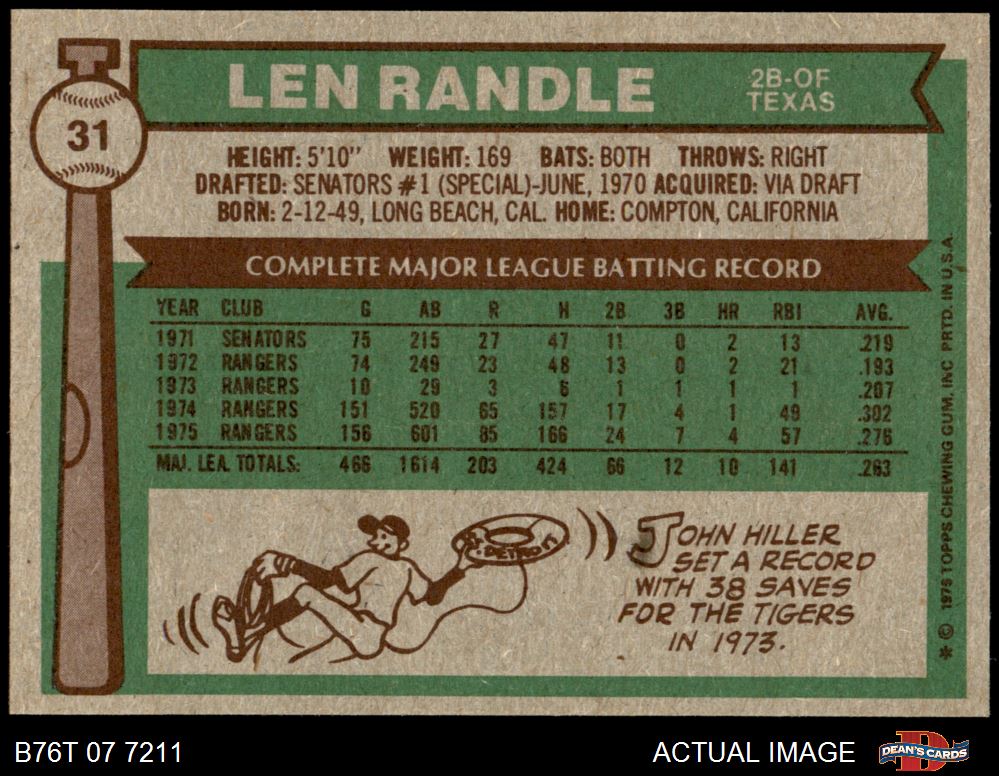 31
LEN RANDLE
2B-OF
TEXAS
HEIGHT: 5'10" WEIGHT: 169 BATS: BOTH THROWS: RIGHT
DRAFTED: SENATORS #1 (SPECIAL)-JUNE, 1970 ACQUIRED: VIA DRAFT
BORN: 2-12-49, LONG BEACH, CAL. HOME: COMPTON, CALIFORNIA
COMPLETE MAJOR LEAGUE BATTING RECORD
YEAR CLUB G AB R H 2B 3B HR RBI AVG.
1971 SENATORS 75 215 27 47 11 0 2 13 .219
1972 RANGERS 74 249 23 48 13 0 2 21 .193
1973 RANGERS 10 29 3 6 1 1 1 1 .207
1974 RANGERS 151 520 65 157 17 4 1 49 .302
1975 RANGERS 156 601 85 166 24 7 4 57 .276
MAJ. LEA. TOTALS: 466 1614 203 424 66 12 10 141 .263
DETROIT
JOHN HILLER
SET A RECORD
WITH 38 SAVES
FOR THE TIGERS
IN 1973.
* © 1976 TOPPS CHEWING GUM, INC PRTD. IN U.S.A.
B76T 07 7211
ACTUAL IMAGE
D
DEAN'S CARDS